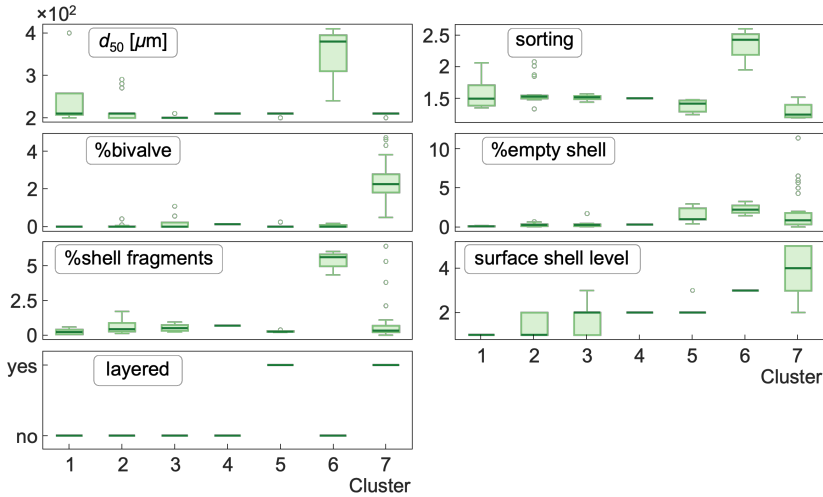 ×10²
4
3
2
d₅₀ [µm]
2.5
2
1.5
sorting
4
2
0
%bivalve
10
5
0
%empty shell
5
2.5
0
%shell fragments
4
2
surface shell level
1 2 3 4 5 6 7
Cluster
yes
no
layered
1 2 3 4 5 6 7
Cluster